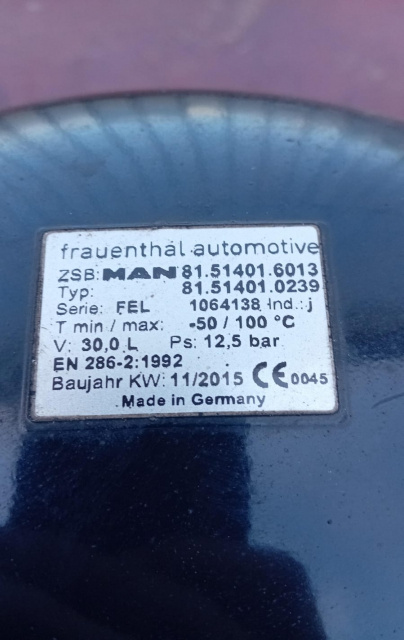 frauenthal automotive
ZSB: MAN 81.51401.6013
Typ: 81.51401.0239
Serie: FEL 1064138 Ind.: j
T min / max: -50 / 100 °C
V: 30,0 L Ps: 12,5 bar
EN 286-2:1992
Baujahr KW: 11/2015 CE 0045
Made in Germany